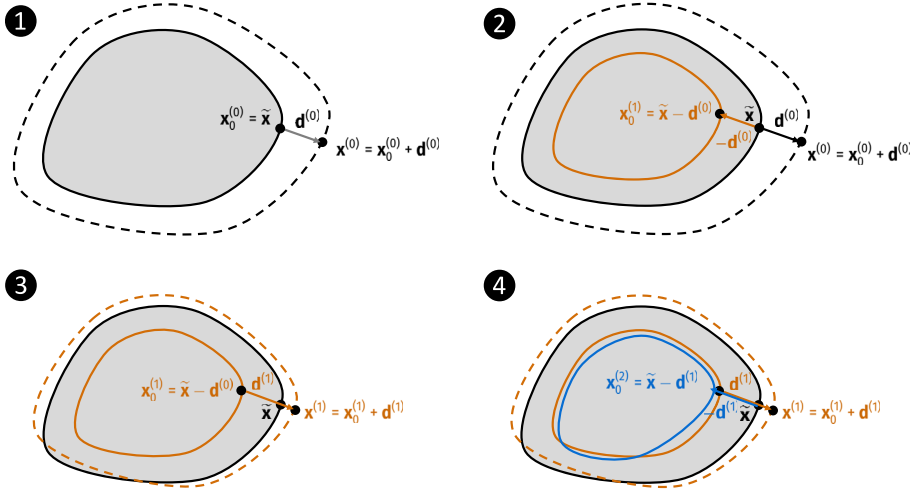 1
x₀⁽⁰⁾ = x̃
d⁽⁰⁾
x⁽⁰⁾ = x₀⁽⁰⁾ + d⁽⁰⁾
2
x₀⁽¹⁾ = x̃ − d⁽⁰⁾
x̃
d⁽⁰⁾
−d⁽⁰⁾
x⁽⁰⁾ = x₀⁽⁰⁾ + d⁽⁰⁾
3
x₀⁽¹⁾ = x̃ − d⁽⁰⁾
d⁽¹⁾
x̃
x⁽¹⁾ = x₀⁽¹⁾ + d⁽¹⁾
4
x₀⁽²⁾ = x̃ − d⁽¹⁾
d⁽¹⁾
−d⁽¹
x̃
x⁽¹⁾ = x₀⁽¹⁾ + d⁽¹⁾